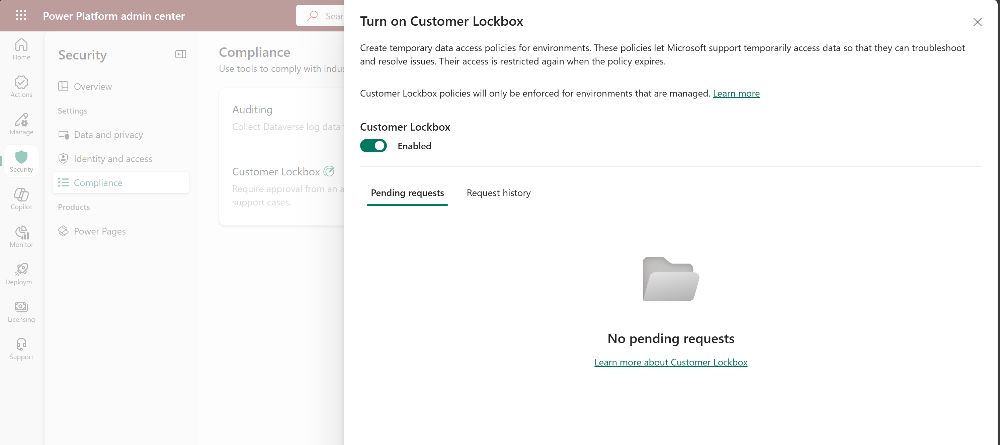 Power Platform admin center
Sear
Home
Actions
Manage
Security
Copilot
Monitor
Deploym...
Licensing
Support
Security
Overview
Settings
Data and privacy
Identity and access
Compliance
Products
Power Pages
Compliance
Use tools to comply with indus
Auditing
Collect Dataverse log data
Customer Lockbox
Require approval from an a
support cases.
Turn on Customer Lockbox
Create temporary data access policies for environments. These policies let Microsoft support temporarily access data so that they can troubleshoot
and resolve issues. Their access is restricted again when the policy expires.
Customer Lockbox policies will only be enforced for environments that are managed. Learn more
Customer Lockbox
Enabled
Pending requests
Request history
No pending requests
Learn more about Customer Lockbox